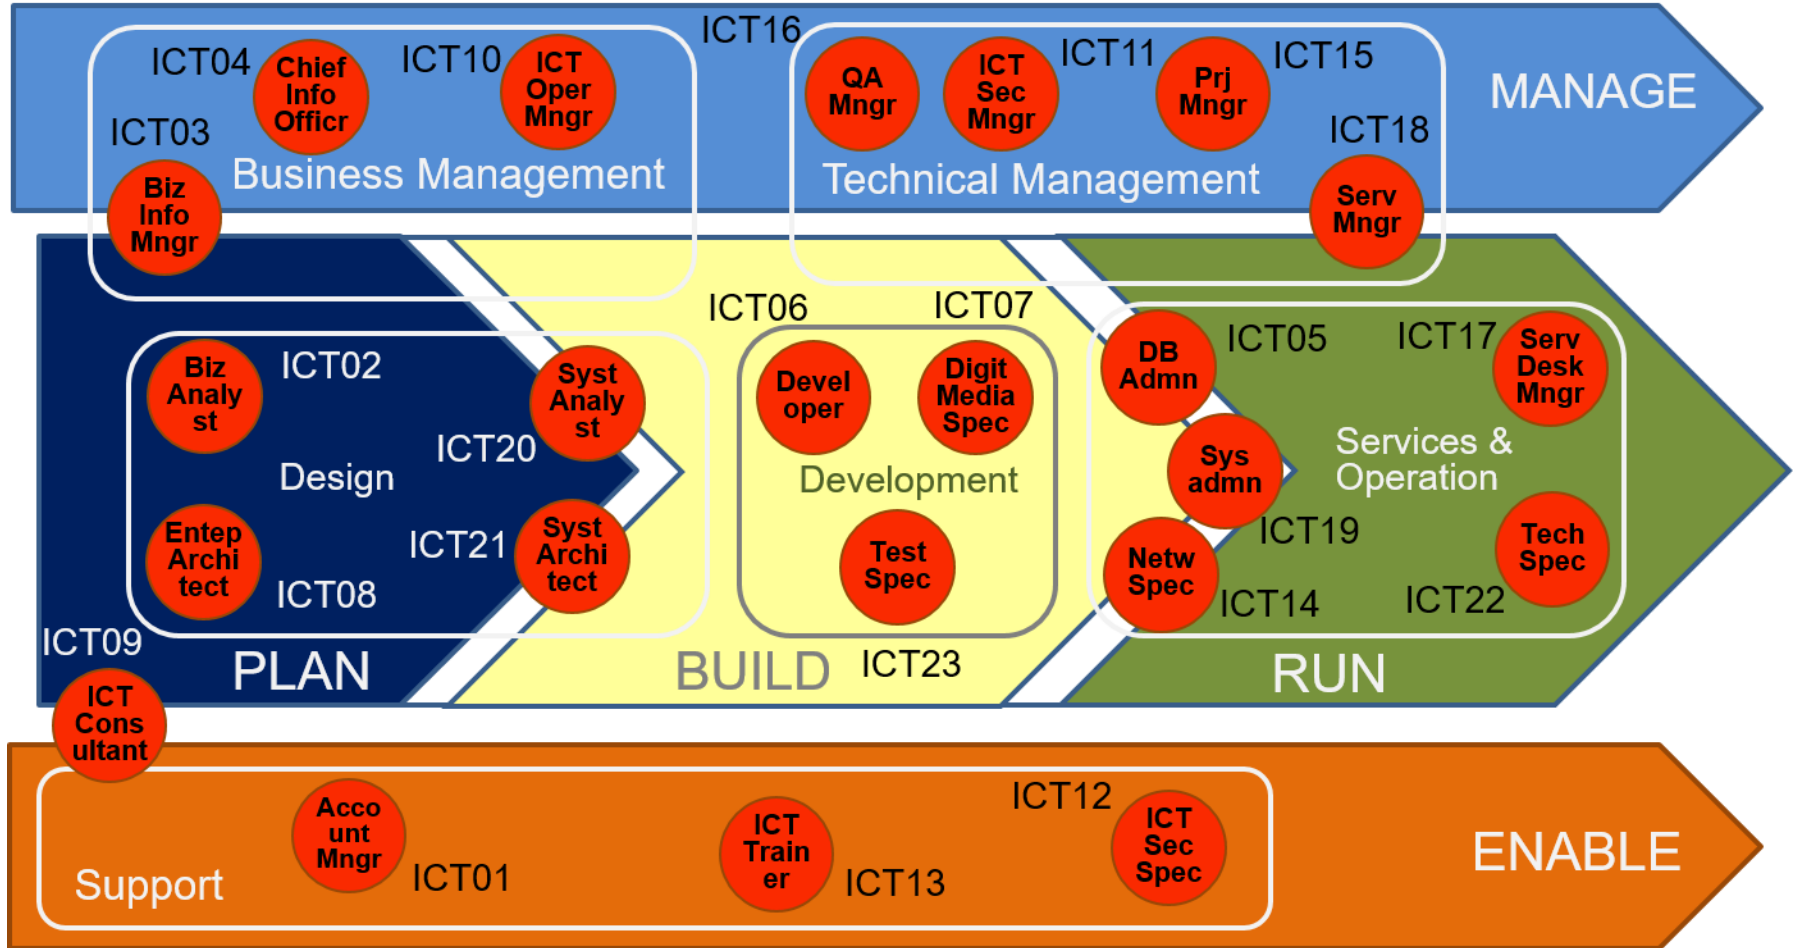 ICT16
ICT04
Chief
Info
Officr
ICT10
ICT
Oper
Mngr
QA
Mngr
ICT
Sec
Mngr
ICT11
Prj
Mngr
ICT15
MANAGE
ICT03
Biz
Info
Mngr
Business Management
Technical Management
ICT18
Serv
Mngr
ICT06
ICT07
Biz
Analy
st
ICT02
Syst
Analy
st
ICT20
Design
Entep
Archi
tect
ICT08
ICT21
Syst
Archi
tect
ICT09
PLAN
Devel
oper
Digit
Media
Spec
Development
Test
Spec
BUILD
ICT23
DB
Admn
ICT05
ICT17
Serv
Desk
Mngr
Sys
admn
Services &
Operation
ICT19
Netw
Spec
ICT14
Tech
Spec
ICT22
RUN
ICT
Cons
ultant
Support
Acco
unt
Mngr
ICT01
ICT
Train
er
ICT13
ICT12
ICT
Sec
Spec
ENABLE